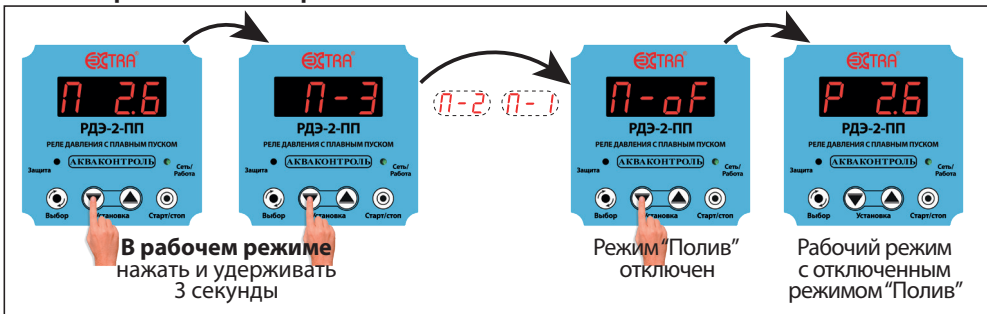 EXTRA®
П 2.6
РДЭ-2-ПП
РЕЛЕ ДАВЛЕНИЯ С ПЛАВНЫМ ПУСКОМ
АКВАКОНТРОЛЬ
Защита
Сеть/
Работа
Выбор
Установка
Старт/стоп
EXTRA®
П-3
РДЭ-2-ПП
РЕЛЕ ДАВЛЕНИЯ С ПЛАВНЫМ ПУСКОМ
АКВАКОНТРОЛЬ
Защита
Сеть/
Работа
Выбор
Установка
Старт/стоп
В рабочем режиме
нажать и удерживать
3 секунды
П-2 П-1
EXTRA®
П-oF
РДЭ-2-ПП
РЕЛЕ ДАВЛЕНИЯ С ПЛАВНЫМ ПУСКОМ
АКВАКОНТРОЛЬ
Защита
Сеть/
Работа
Выбор
Установка
Старт/стоп
Режим "Полив"
отключен
EXTRA®
Р 2.6
РДЭ-2-ПП
РЕЛЕ ДАВЛЕНИЯ С ПЛАВНЫМ ПУСКОМ
АКВАКОНТРОЛЬ
Защита
Сеть/
Работа
Выбор
Установка
Старт/стоп
Рабочий режим
с отключенным
режимом "Полив"